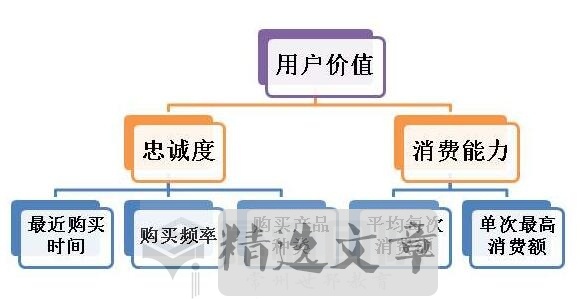 用户价值
忠诚度
消费能力
最近购买
时间
购买频率
购买产品
种类
平均每次
消费额
单次最高
消费额
精选文章